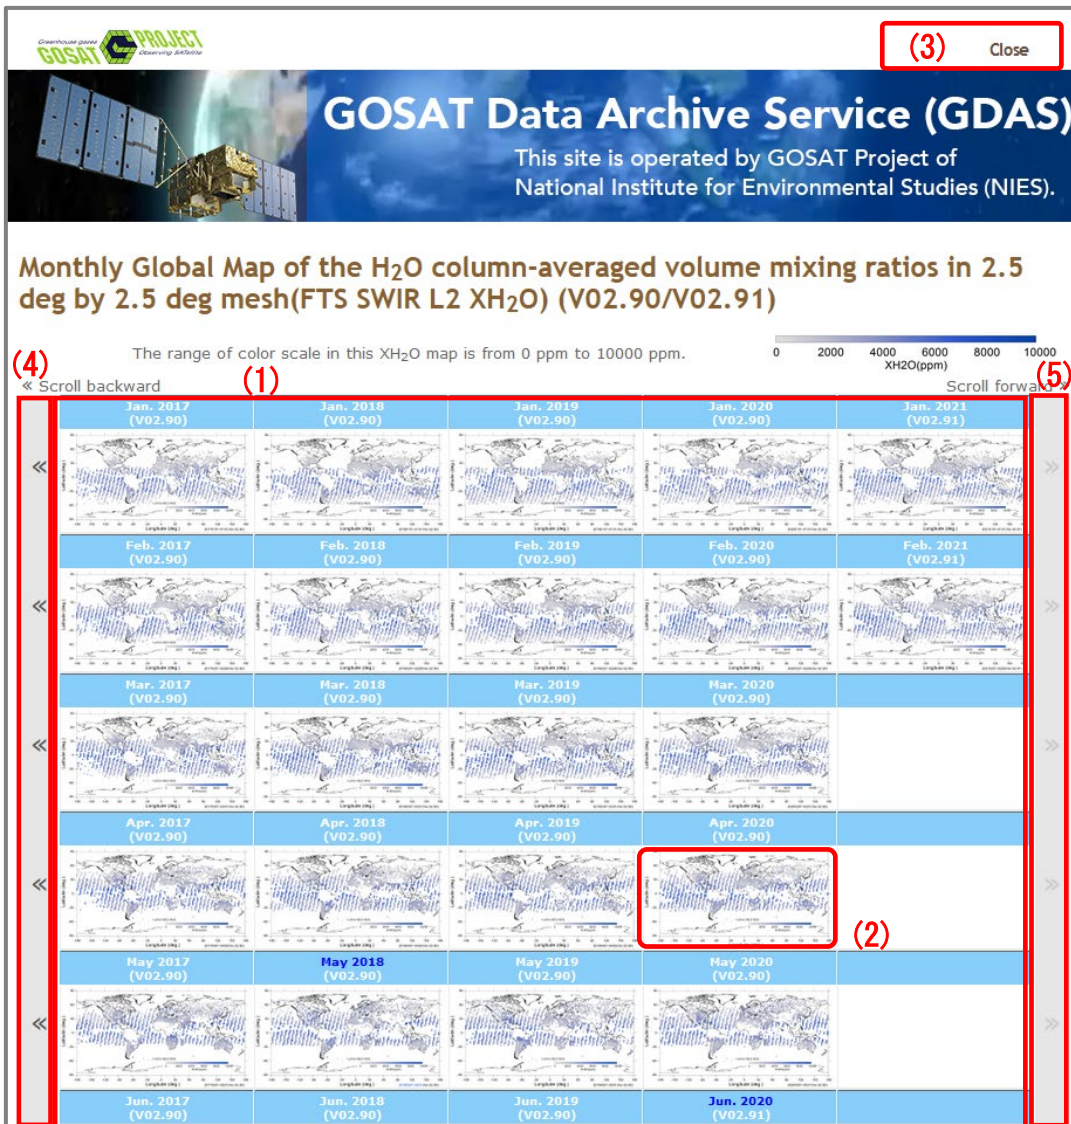 Greenhouse gases
GOSAT PROJECT
Observing SATellite
(3) Close
GOSAT Data Archive Service (GDAS)
This site is operated by GOSAT Project of
National Institute for Environmental Studies (NIES).
Monthly Global Map of the H₂O column-averaged volume mixing ratios in 2.5
deg by 2.5 deg mesh(FTS SWIR L2 XH₂O) (V02.90/V02.91)
The range of color scale in this XH₂O map is from 0 ppm to 10000 ppm.
0 2000 4000 6000 8000 10000
XH2O(ppm)
(4) (1) (5)
« Scroll backward Scroll forward »
Jan. 2017 Jan. 2018 Jan. 2019 Jan. 2020 Jan. 2021
(V02.90) (V02.90) (V02.90) (V02.90) (V02.91)
« »
Feb. 2017 Feb. 2018 Feb. 2019 Feb. 2020 Feb. 2021
(V02.90) (V02.90) (V02.90) (V02.90) (V02.91)
« »
Mar. 2017 Mar. 2018 Mar. 2019 Mar. 2020
(V02.90) (V02.90) (V02.90) (V02.90)
« »
Apr. 2017 Apr. 2018 Apr. 2019 Apr. 2020
(V02.90) (V02.90) (V02.90) (V02.90)
« »
(2)
May 2017 May 2018 May 2019 May 2020
(V02.90) (V02.90) (V02.90) (V02.90)
« »
Jun. 2017 Jun. 2018 Jun. 2019 Jun. 2020
(V02.90) (V02.90) (V02.90) (V02.91)